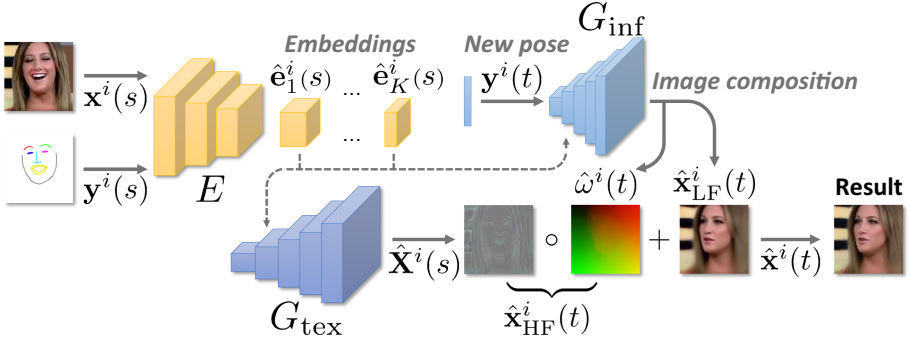 G_inf
Embeddings
New pose
ê^i_1(s) ... ê^i_K(s)
y^i(t)
x^i(s)
Image composition
...
y^i(s)
E
ω̂^i(t)
x̂^i_LF(t)
Result
X̂^i(s)
∘
+
x̂^i(t)
G_tex
x̂^i_HF(t)